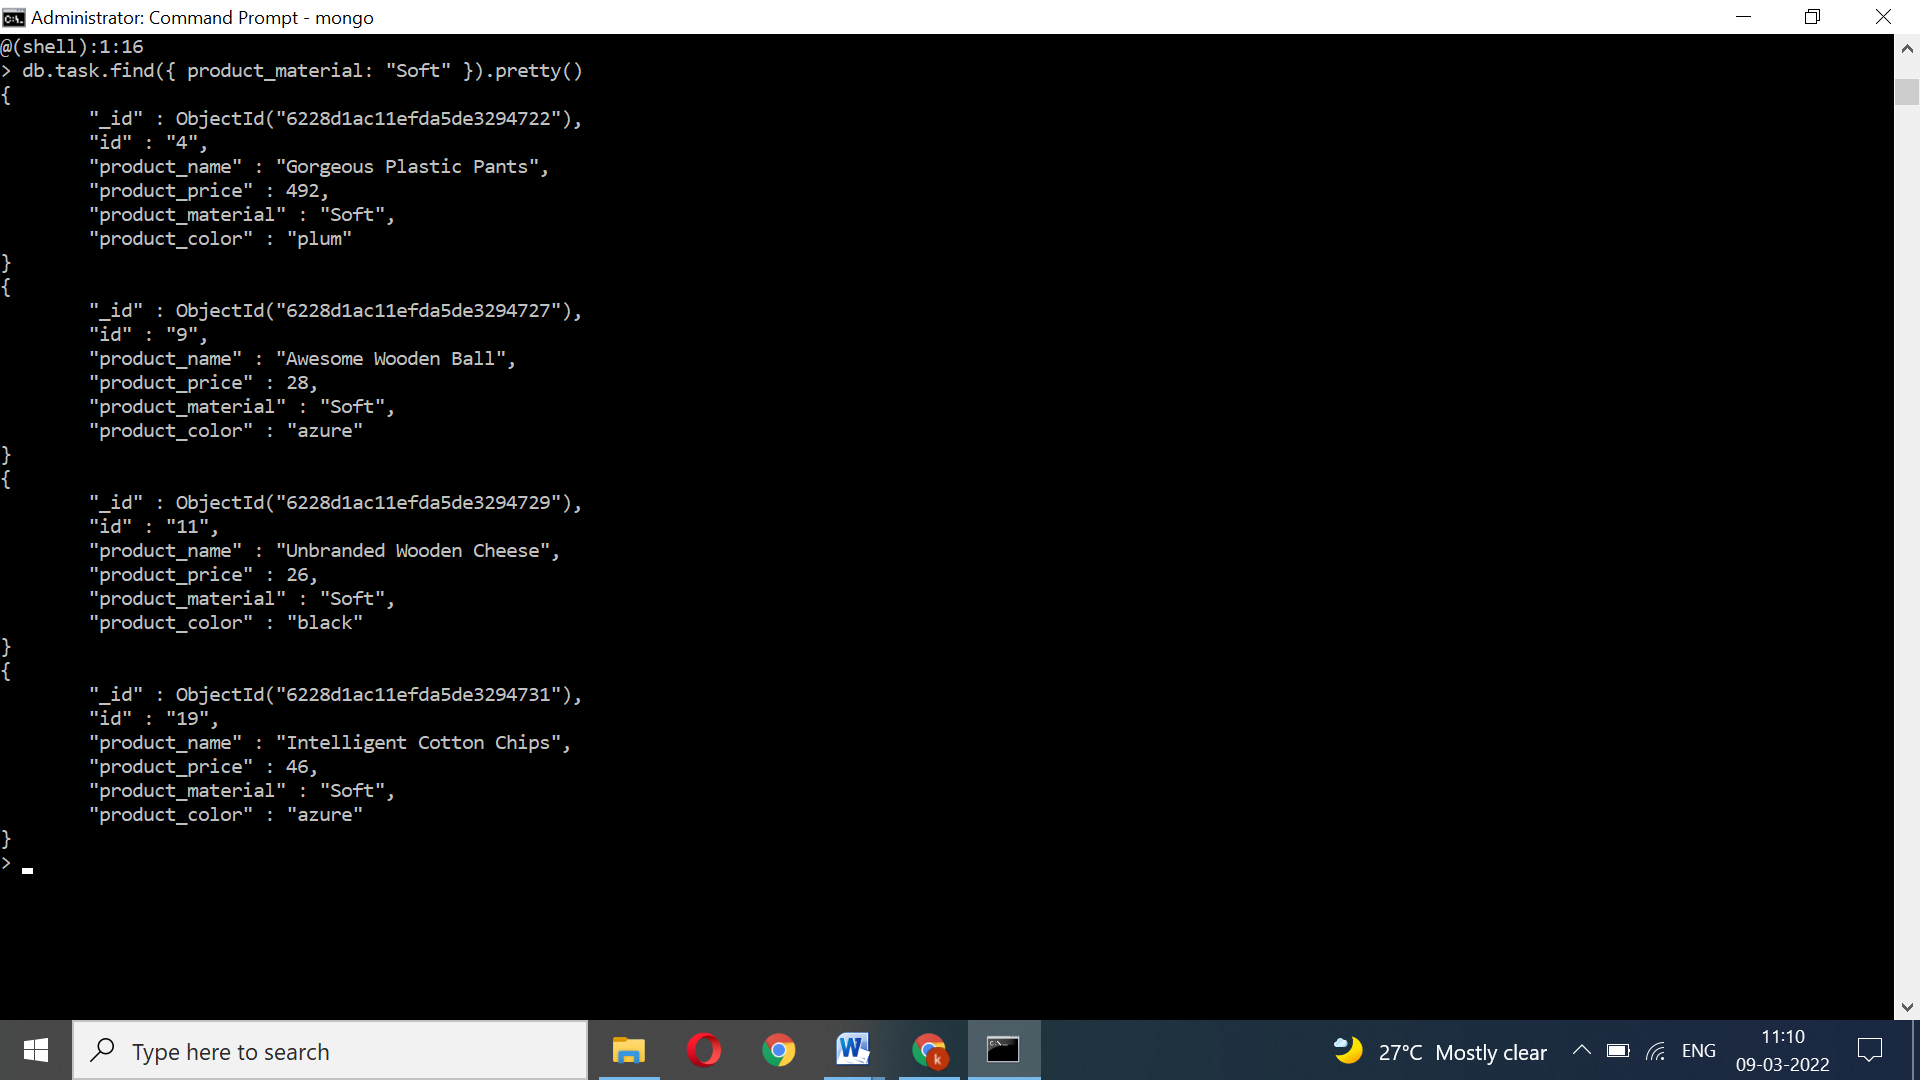 Administrator: Command Prompt - mongo
@(shell):1:16
> db.task.find({ product_material: "Soft" }).pretty()
{
"_id" : ObjectId("6228d1ac11efda5de3294722"),
"id" : "4",
"product_name" : "Gorgeous Plastic Pants",
"product_price" : 492,
"product_material" : "Soft",
"product_color" : "plum"
}
{
"_id" : ObjectId("6228d1ac11efda5de3294727"),
"id" : "9",
"product_name" : "Awesome Wooden Ball",
"product_price" : 28,
"product_material" : "Soft",
"product_color" : "azure"
}
{
"_id" : ObjectId("6228d1ac11efda5de3294729"),
"id" : "11",
"product_name" : "Unbranded Wooden Cheese",
"product_price" : 26,
"product_material" : "Soft",
"product_color" : "black"
}
{
"_id" : ObjectId("6228d1ac11efda5de3294731"),
"id" : "19",
"product_name" : "Intelligent Cotton Chips",
"product_price" : 46,
"product_material" : "Soft",
"product_color" : "azure"
}
>
Type here to search
27°C Mostly clear
ENG
11:10
09-03-2022